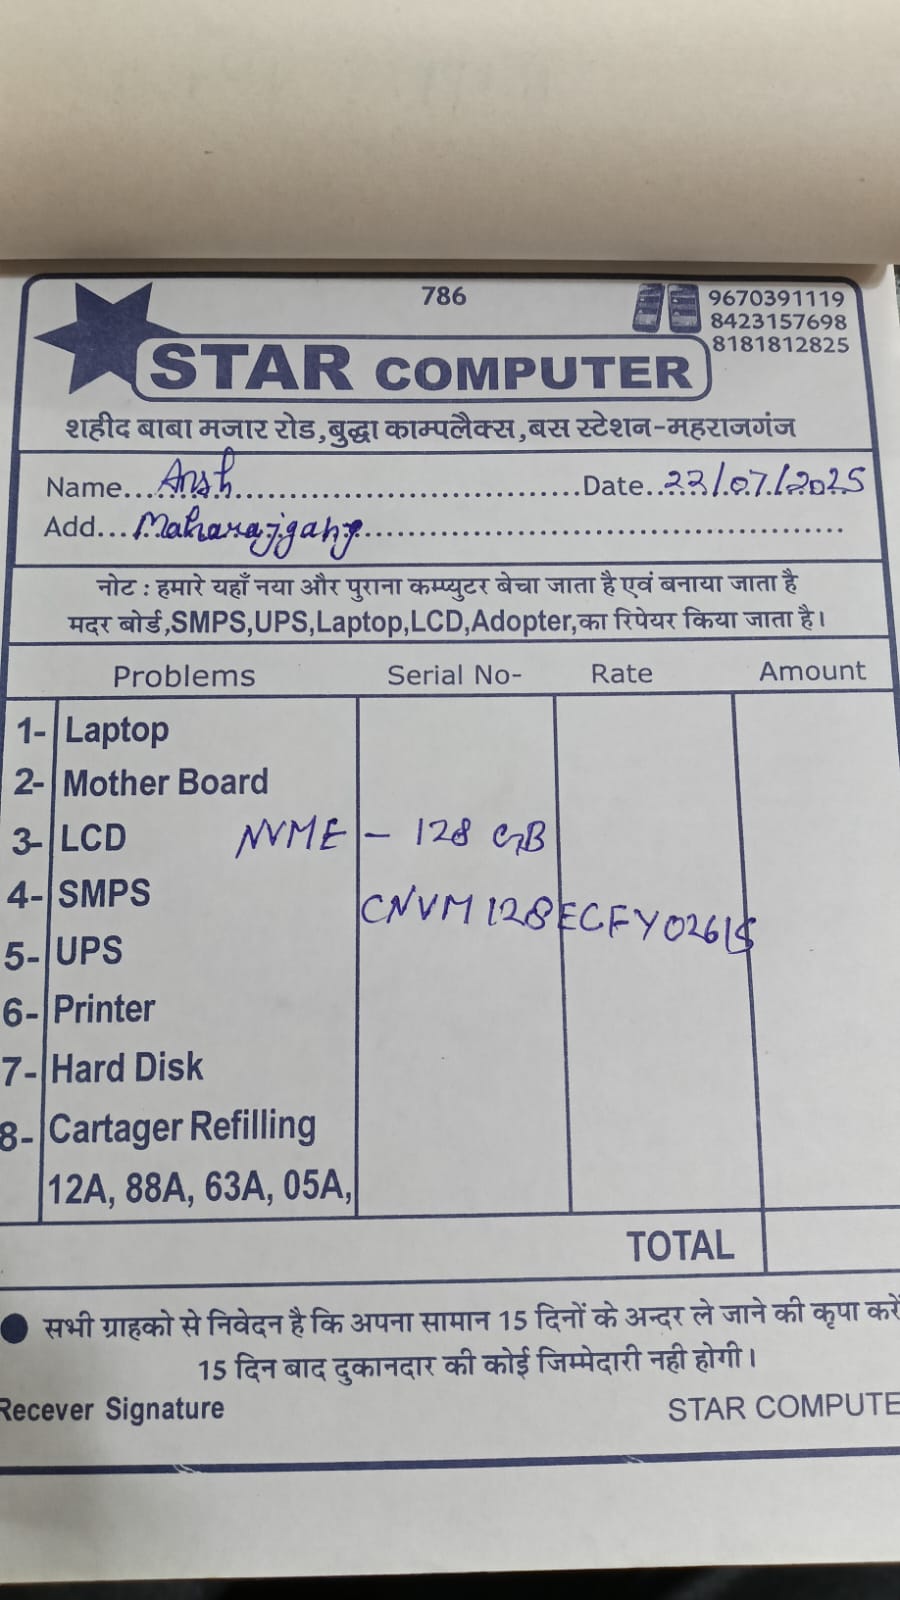 786
9670391119
8423157698
8181812825
STAR COMPUTER
शहीद बाबा मजार रोड,बुद्धा काम्पलैक्स,बस स्टेशन-महराजगंज
Name....Ansh....Date..22/07/2025
Add...Maharajganj....
नोट : हमारे यहाँ नया और पुराना कम्प्युटर बेचा जाता है एवं बनाया जाता है
मदर बोर्ड,SMPS,UPS,Laptop,LCD,Adopter,का रिपेयर किया जाता है।
Problems Serial No- Rate Amount
1- Laptop
2- Mother Board
3- LCD NVME - 128 GB
4- SMPS CNVM128ECFY02615
5- UPS
6- Printer
7- Hard Disk
8- Cartager Refilling
12A, 88A, 63A, 05A,
TOTAL
सभी ग्राहको से निवेदन है कि अपना सामान 15 दिनों के अन्दर ले जाने की कृपा करें
15 दिन बाद दुकानदार की कोई जिम्मेदारी नही होगी।
Recever Signature STAR COMPUTE